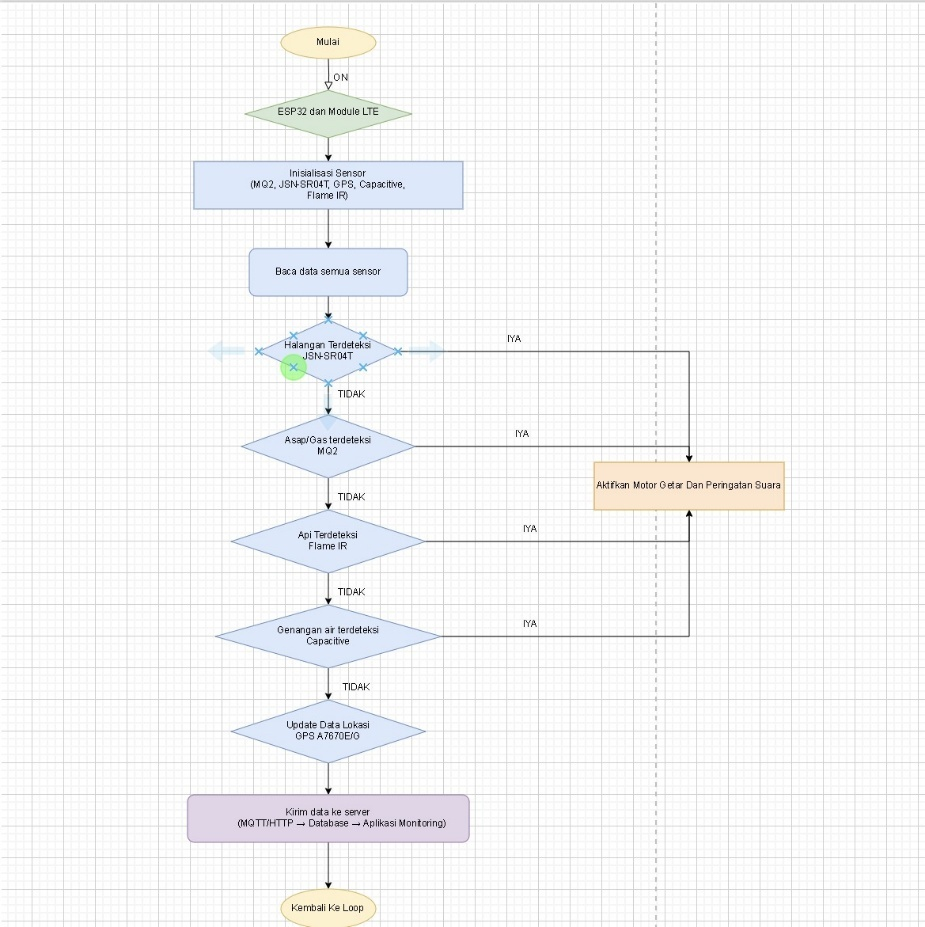 Mulai
ON
ESP32 dan Module LTE
Inisialisasi Sensor
(MQ2, JSN-SR04T, GPS, Capacitive,
Flame IR)
Baca data semua sensor
Halangan Terdeteksi
JSN-SR04T
IYA
TIDAK
Asap/Gas terdeteksi
MQ2
IYA
Aktifkan Motor Getar Dan Peringatan Suara
TIDAK
Api Terdeteksi
Flame IR
IYA
TIDAK
Genangan air terdeteksi
Capacitive
IYA
TIDAK
Update Data Lokasi
GPS A7670E/G
Kirim data ke server
(MQTT/HTTP → Database → Aplikasi Monitoring)
Kembali Ke Loop